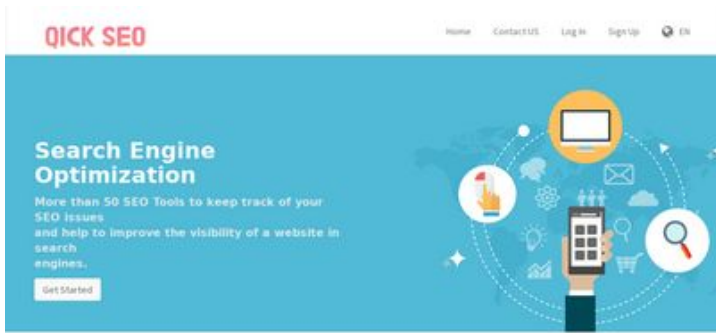 QICK SEO
Home Contact US Log In Sign Up EN
Search Engine
Optimization
More than 50 SEO Tools to keep track of your
SEO issues
and help to improve the visibility of a website in
search
engines.
Get Started